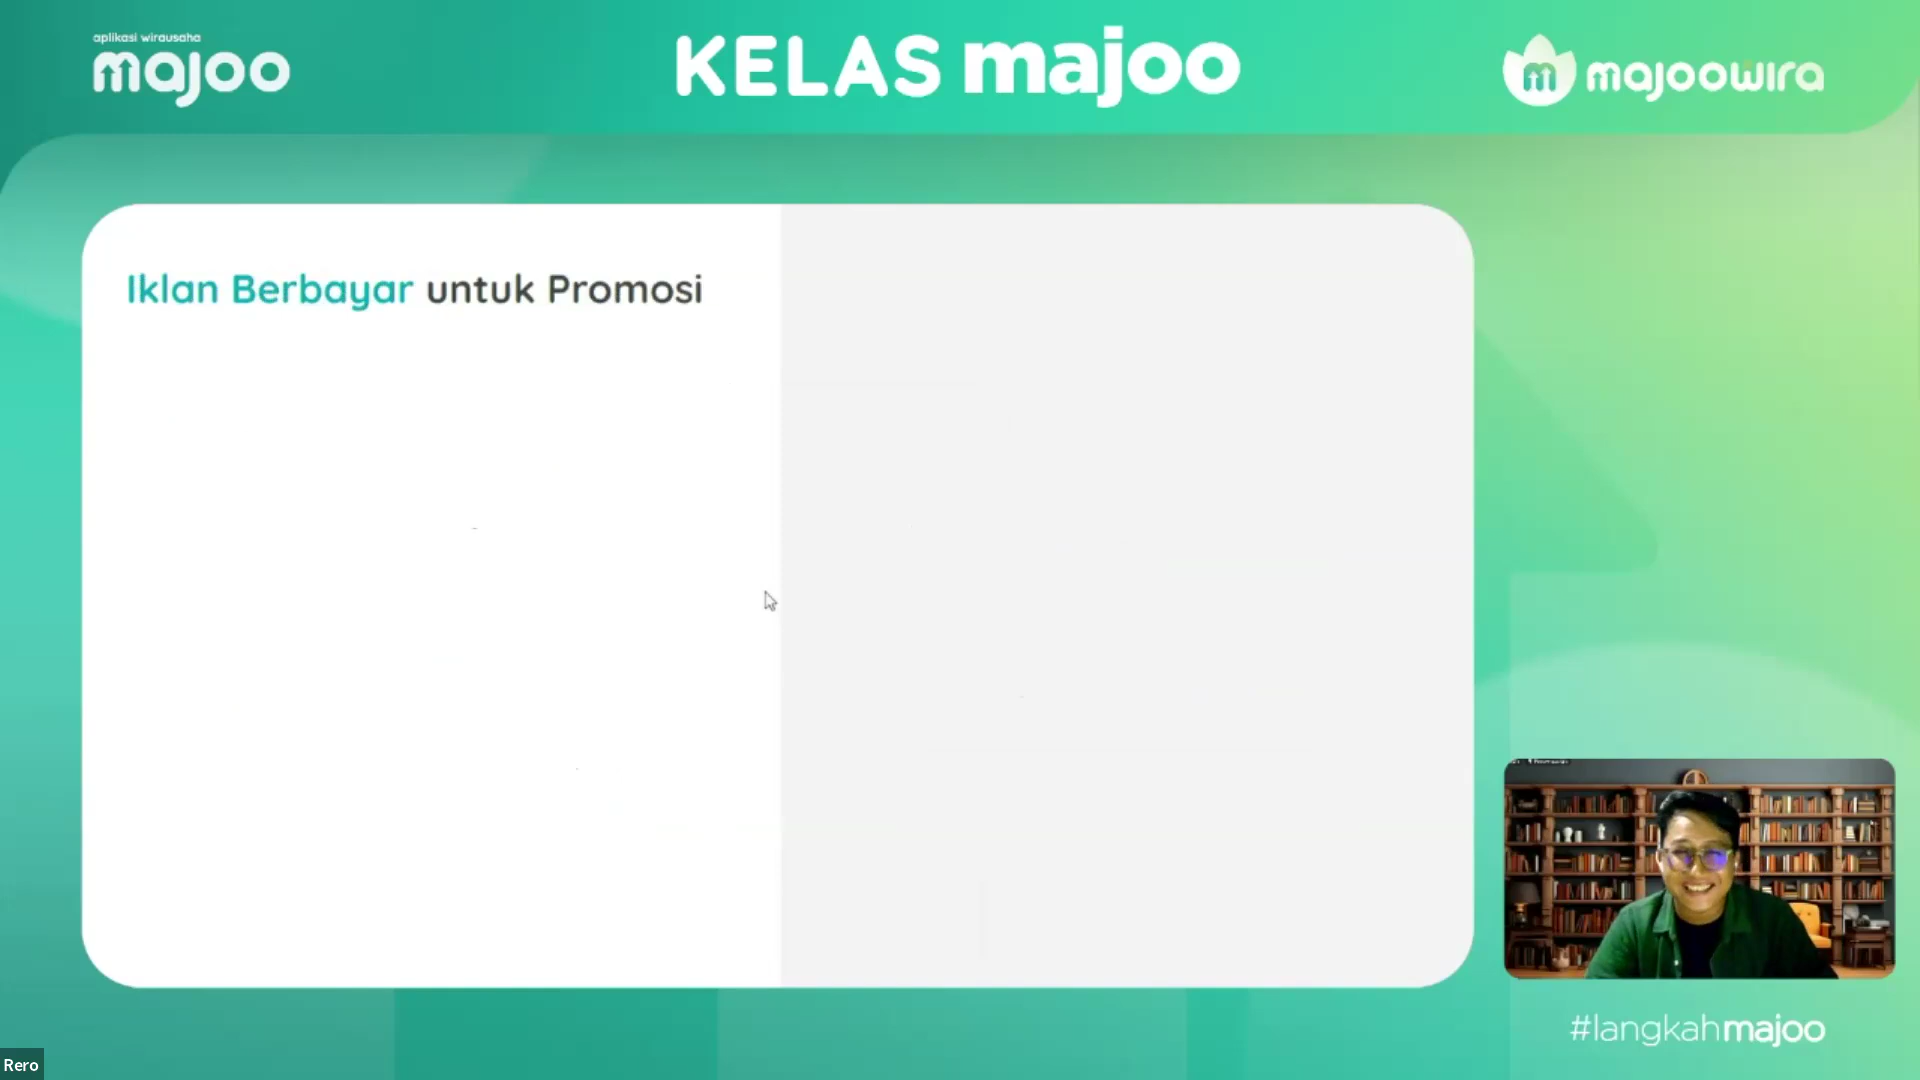 aplikasi wirausaha
majoo
KELAS majoo
majoowira
Iklan Berbayar untuk Promosi
#langkahmajoo
Rero